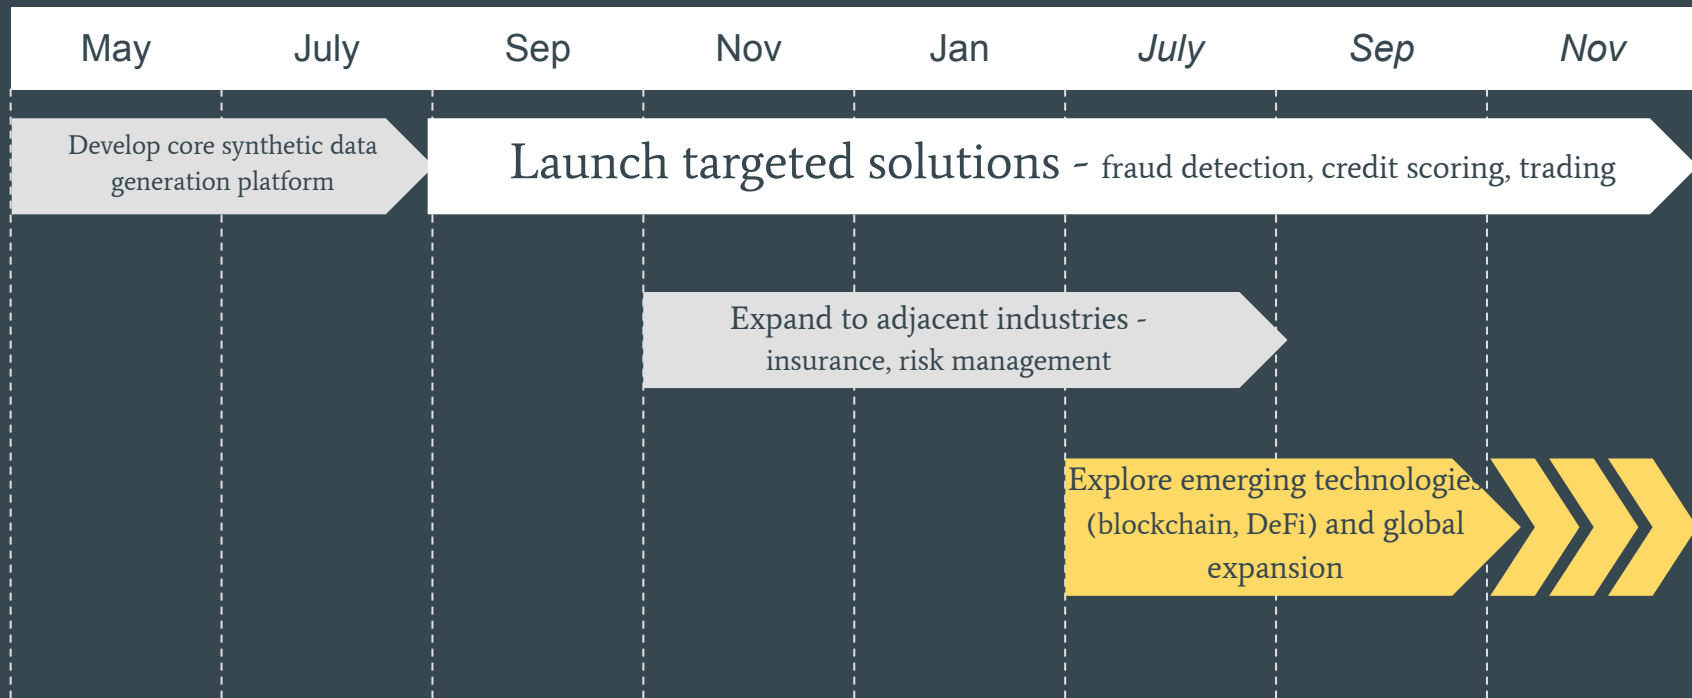 May July Sep Nov Jan July Sep Nov
Develop core synthetic data
generation platform
Launch targeted solutions - fraud detection, credit scoring, trading
Expand to adjacent industries -
insurance, risk management
Explore emerging technologies
(blockchain, DeFi) and global
expansion